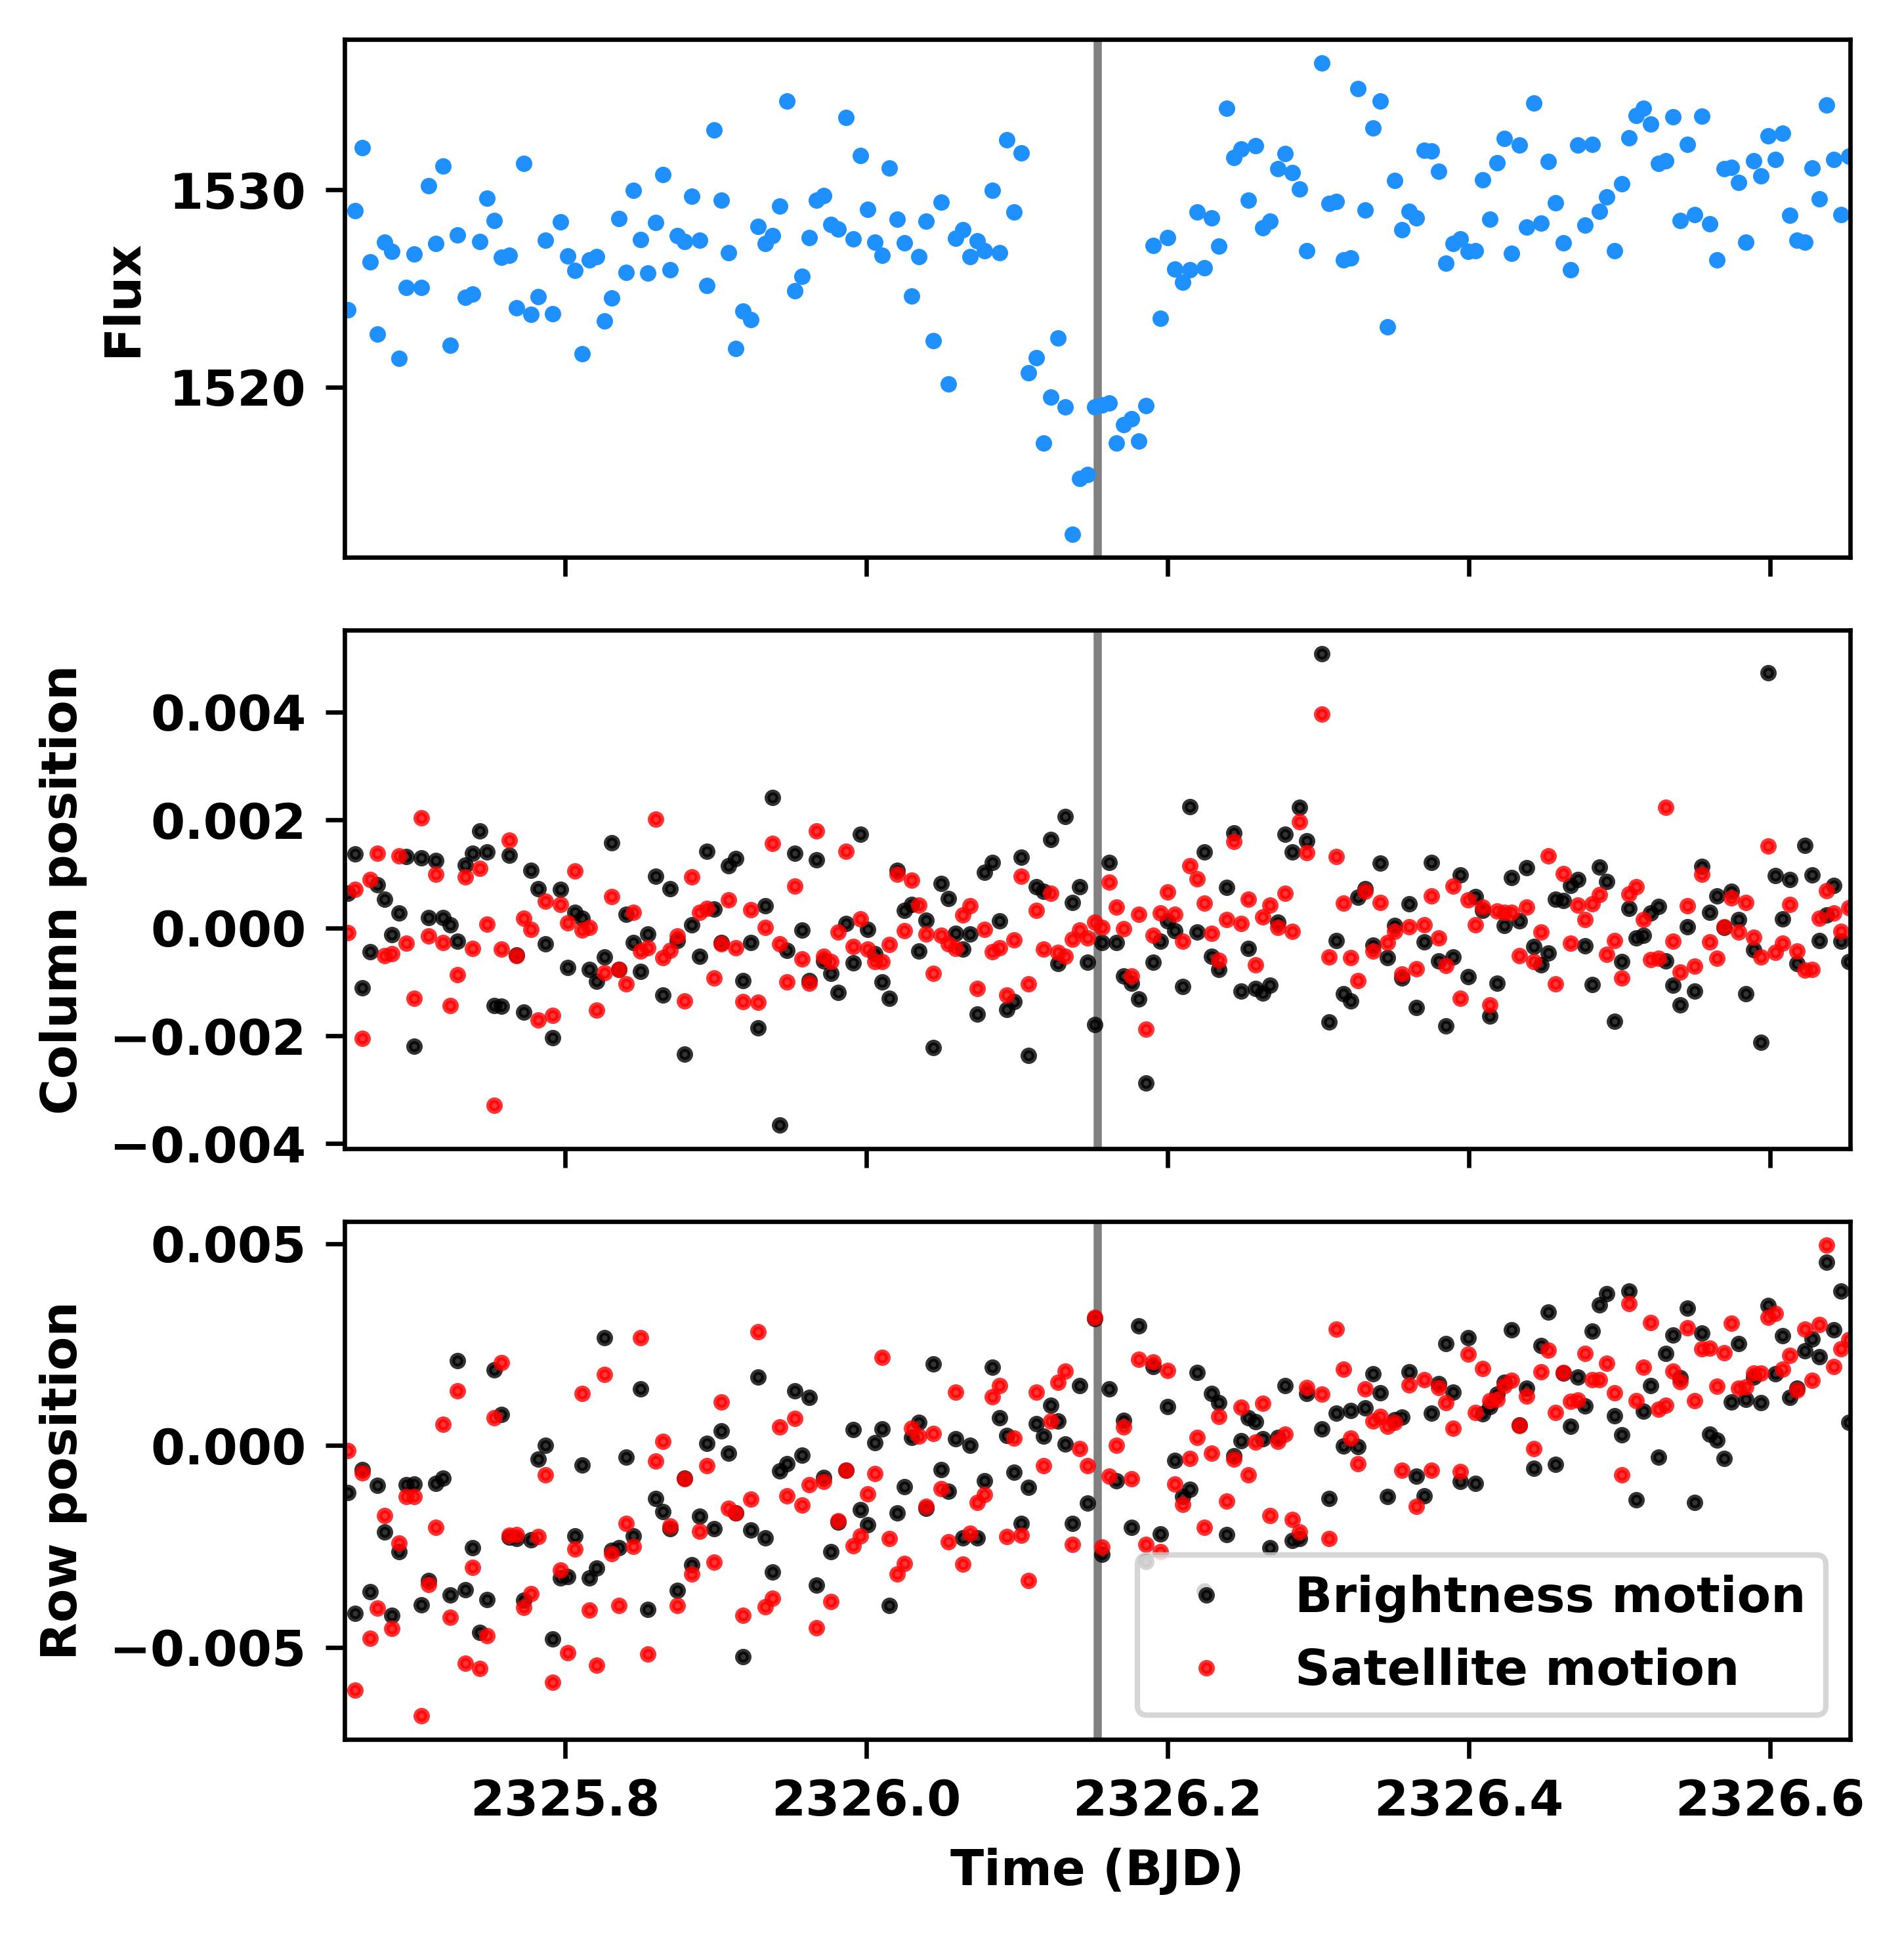 Flux
1530
1520
Column position
0.004
0.002
0.000
−0.002
−0.004
Row position
0.005
0.000
−0.005
Brightness motion
Satellite motion
2325.8 2326.0 2326.2 2326.4 2326.6
Time (BJD)